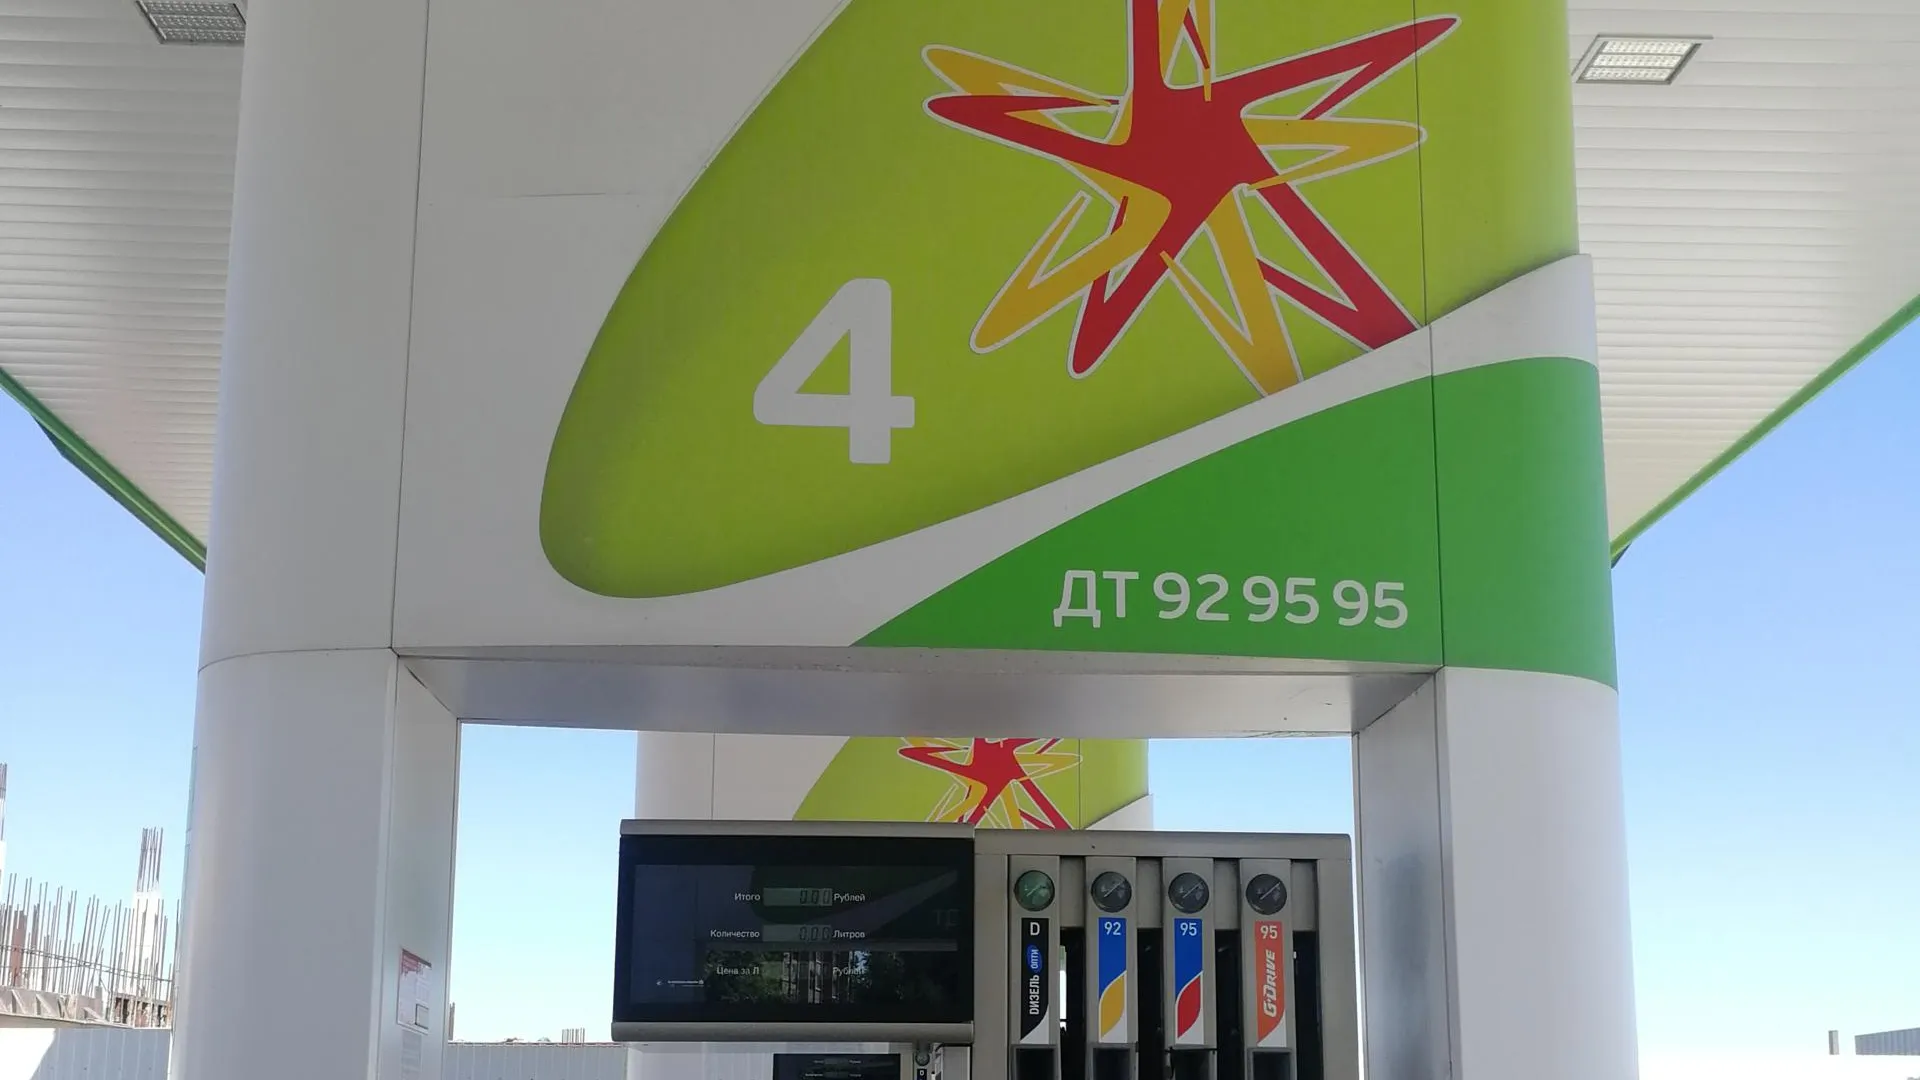 4
ДТ 92 95 95
Итого 0.00 Рублей
Количество 0.00 Литров
Цена за Л Рублей
D 92 95 95
ДИЗЕЛЬ ОПТИ
G-DRIVE